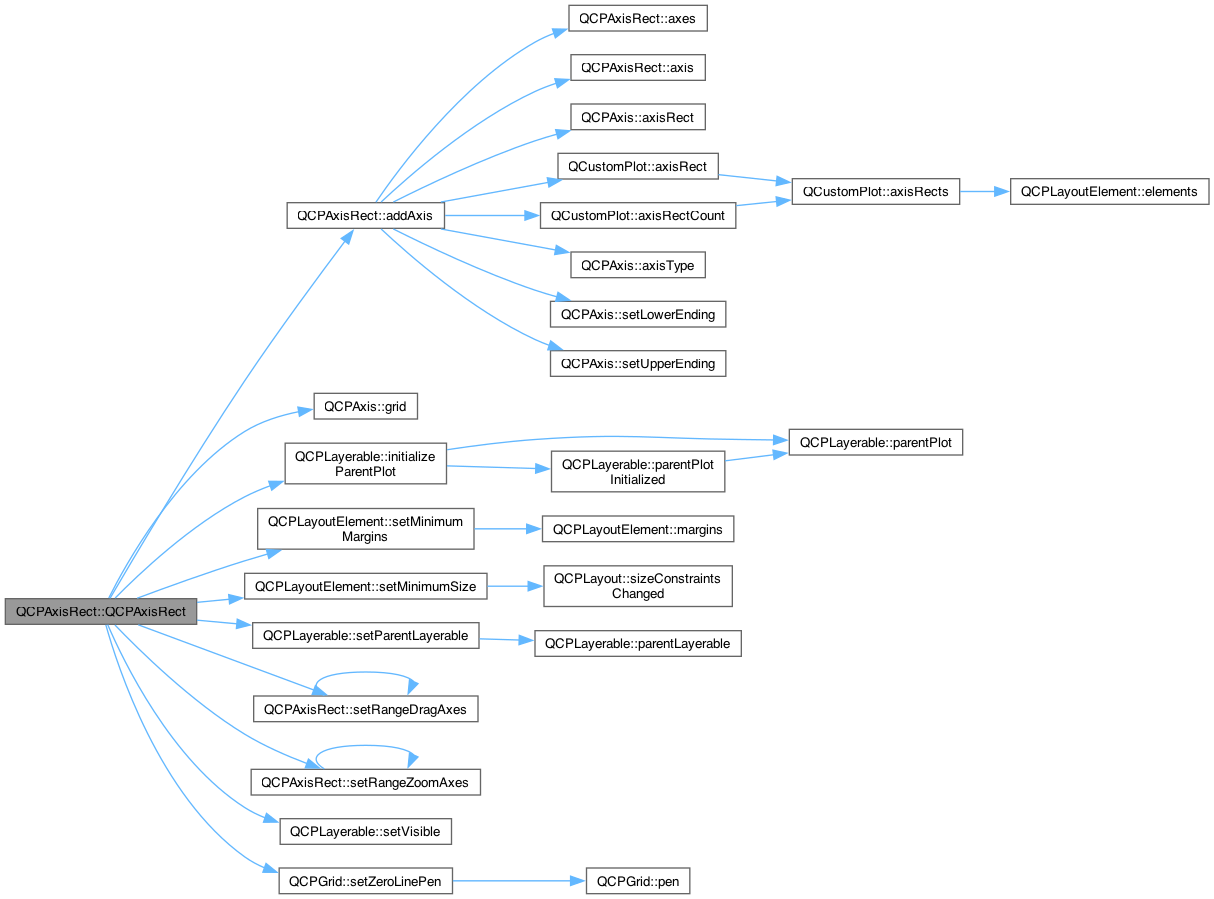 QCPAxisRect::axes
QCPAxisRect::axis
QCPAxis::axisRect
QCustomPlot::axisRect
QCustomPlot::axisRects
QCPLayoutElement::elements
QCPAxisRect::addAxis
QCustomPlot::axisRectCount
QCPAxis::axisType
QCPAxis::setLowerEnding
QCPAxis::setUpperEnding
QCPAxis::grid
QCPLayerable::initialize
ParentPlot
QCPLayerable::parentPlot
QCPLayerable::parentPlot
Initialized
QCPLayoutElement::setMinimum
Margins
QCPLayoutElement::margins
QCPLayoutElement::setMinimumSize
QCPLayout::sizeConstraints
Changed
QCPAxisRect::QCPAxisRect
QCPLayerable::setParentLayerable
QCPLayerable::parentLayerable
QCPAxisRect::setRangeDragAxes
QCPAxisRect::setRangeZoomAxes
QCPLayerable::setVisible
QCPGrid::setZeroLinePen
QCPGrid::pen